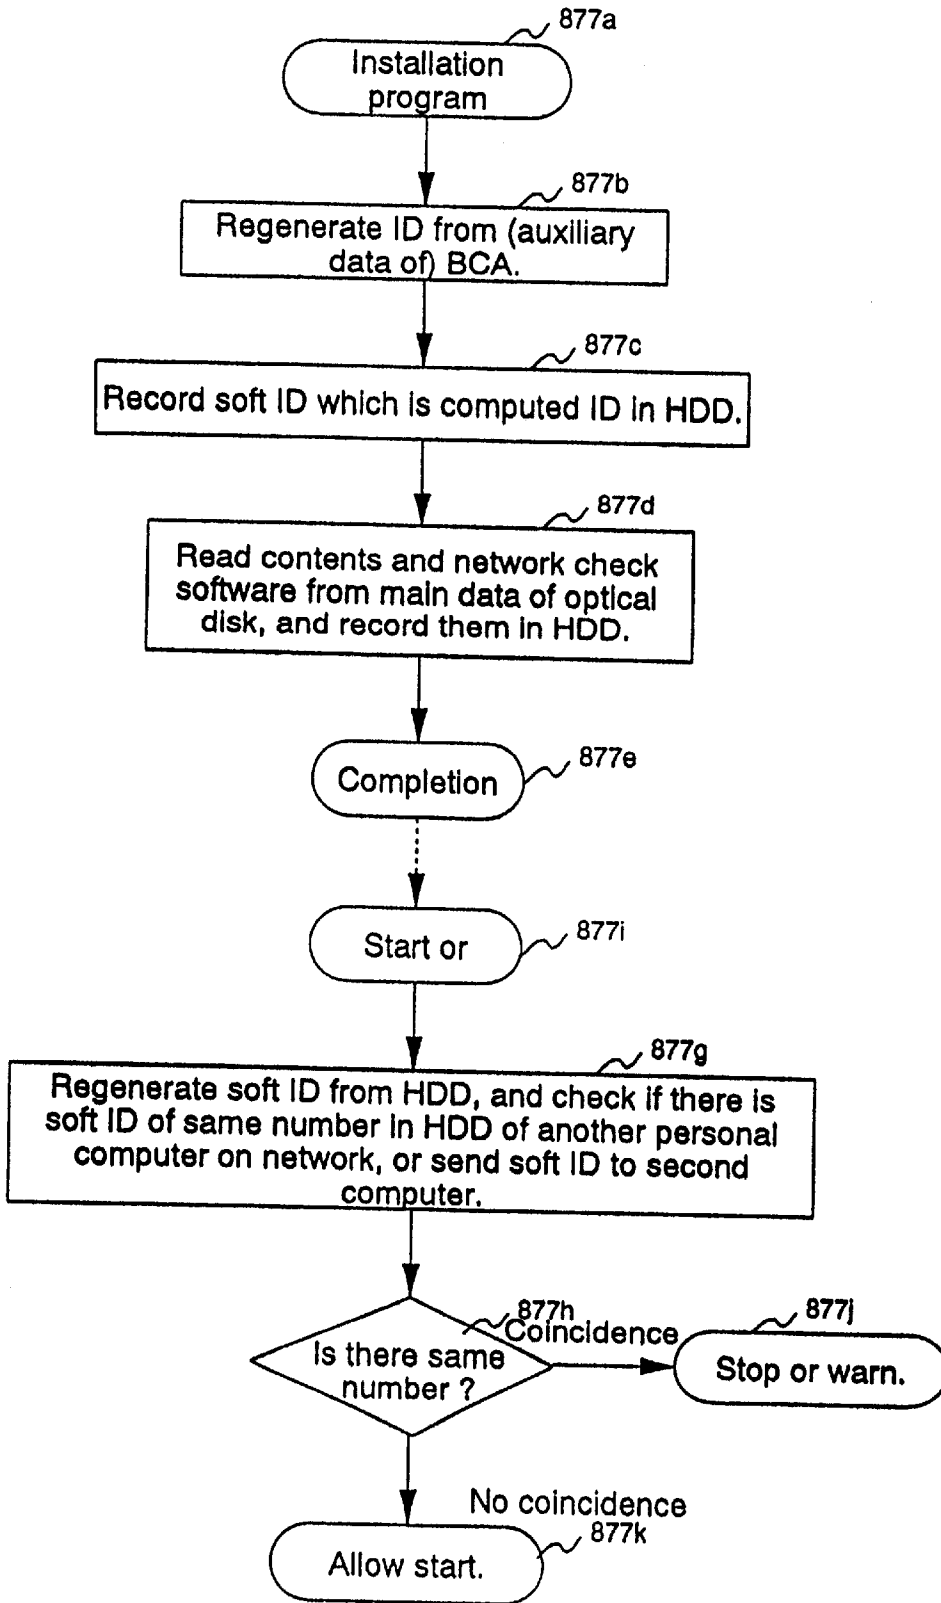 877a
Installation
program
877b
Regenerate ID from (auxiliary
data of) BCA.
877c
Record soft ID which is computed ID in HDD.
877d
Read contents and network check
software from main data of optical
disk, and record them in HDD.
877e
Completion
877i
Start or
877g
Regenerate soft ID from HDD, and check if there is
soft ID of same number in HDD of another personal
computer on network, or send soft ID to second
computer.
877h
Coincidence
877j
Is there same
number ?
Stop or warn.
No coincidence
877k
Allow start.